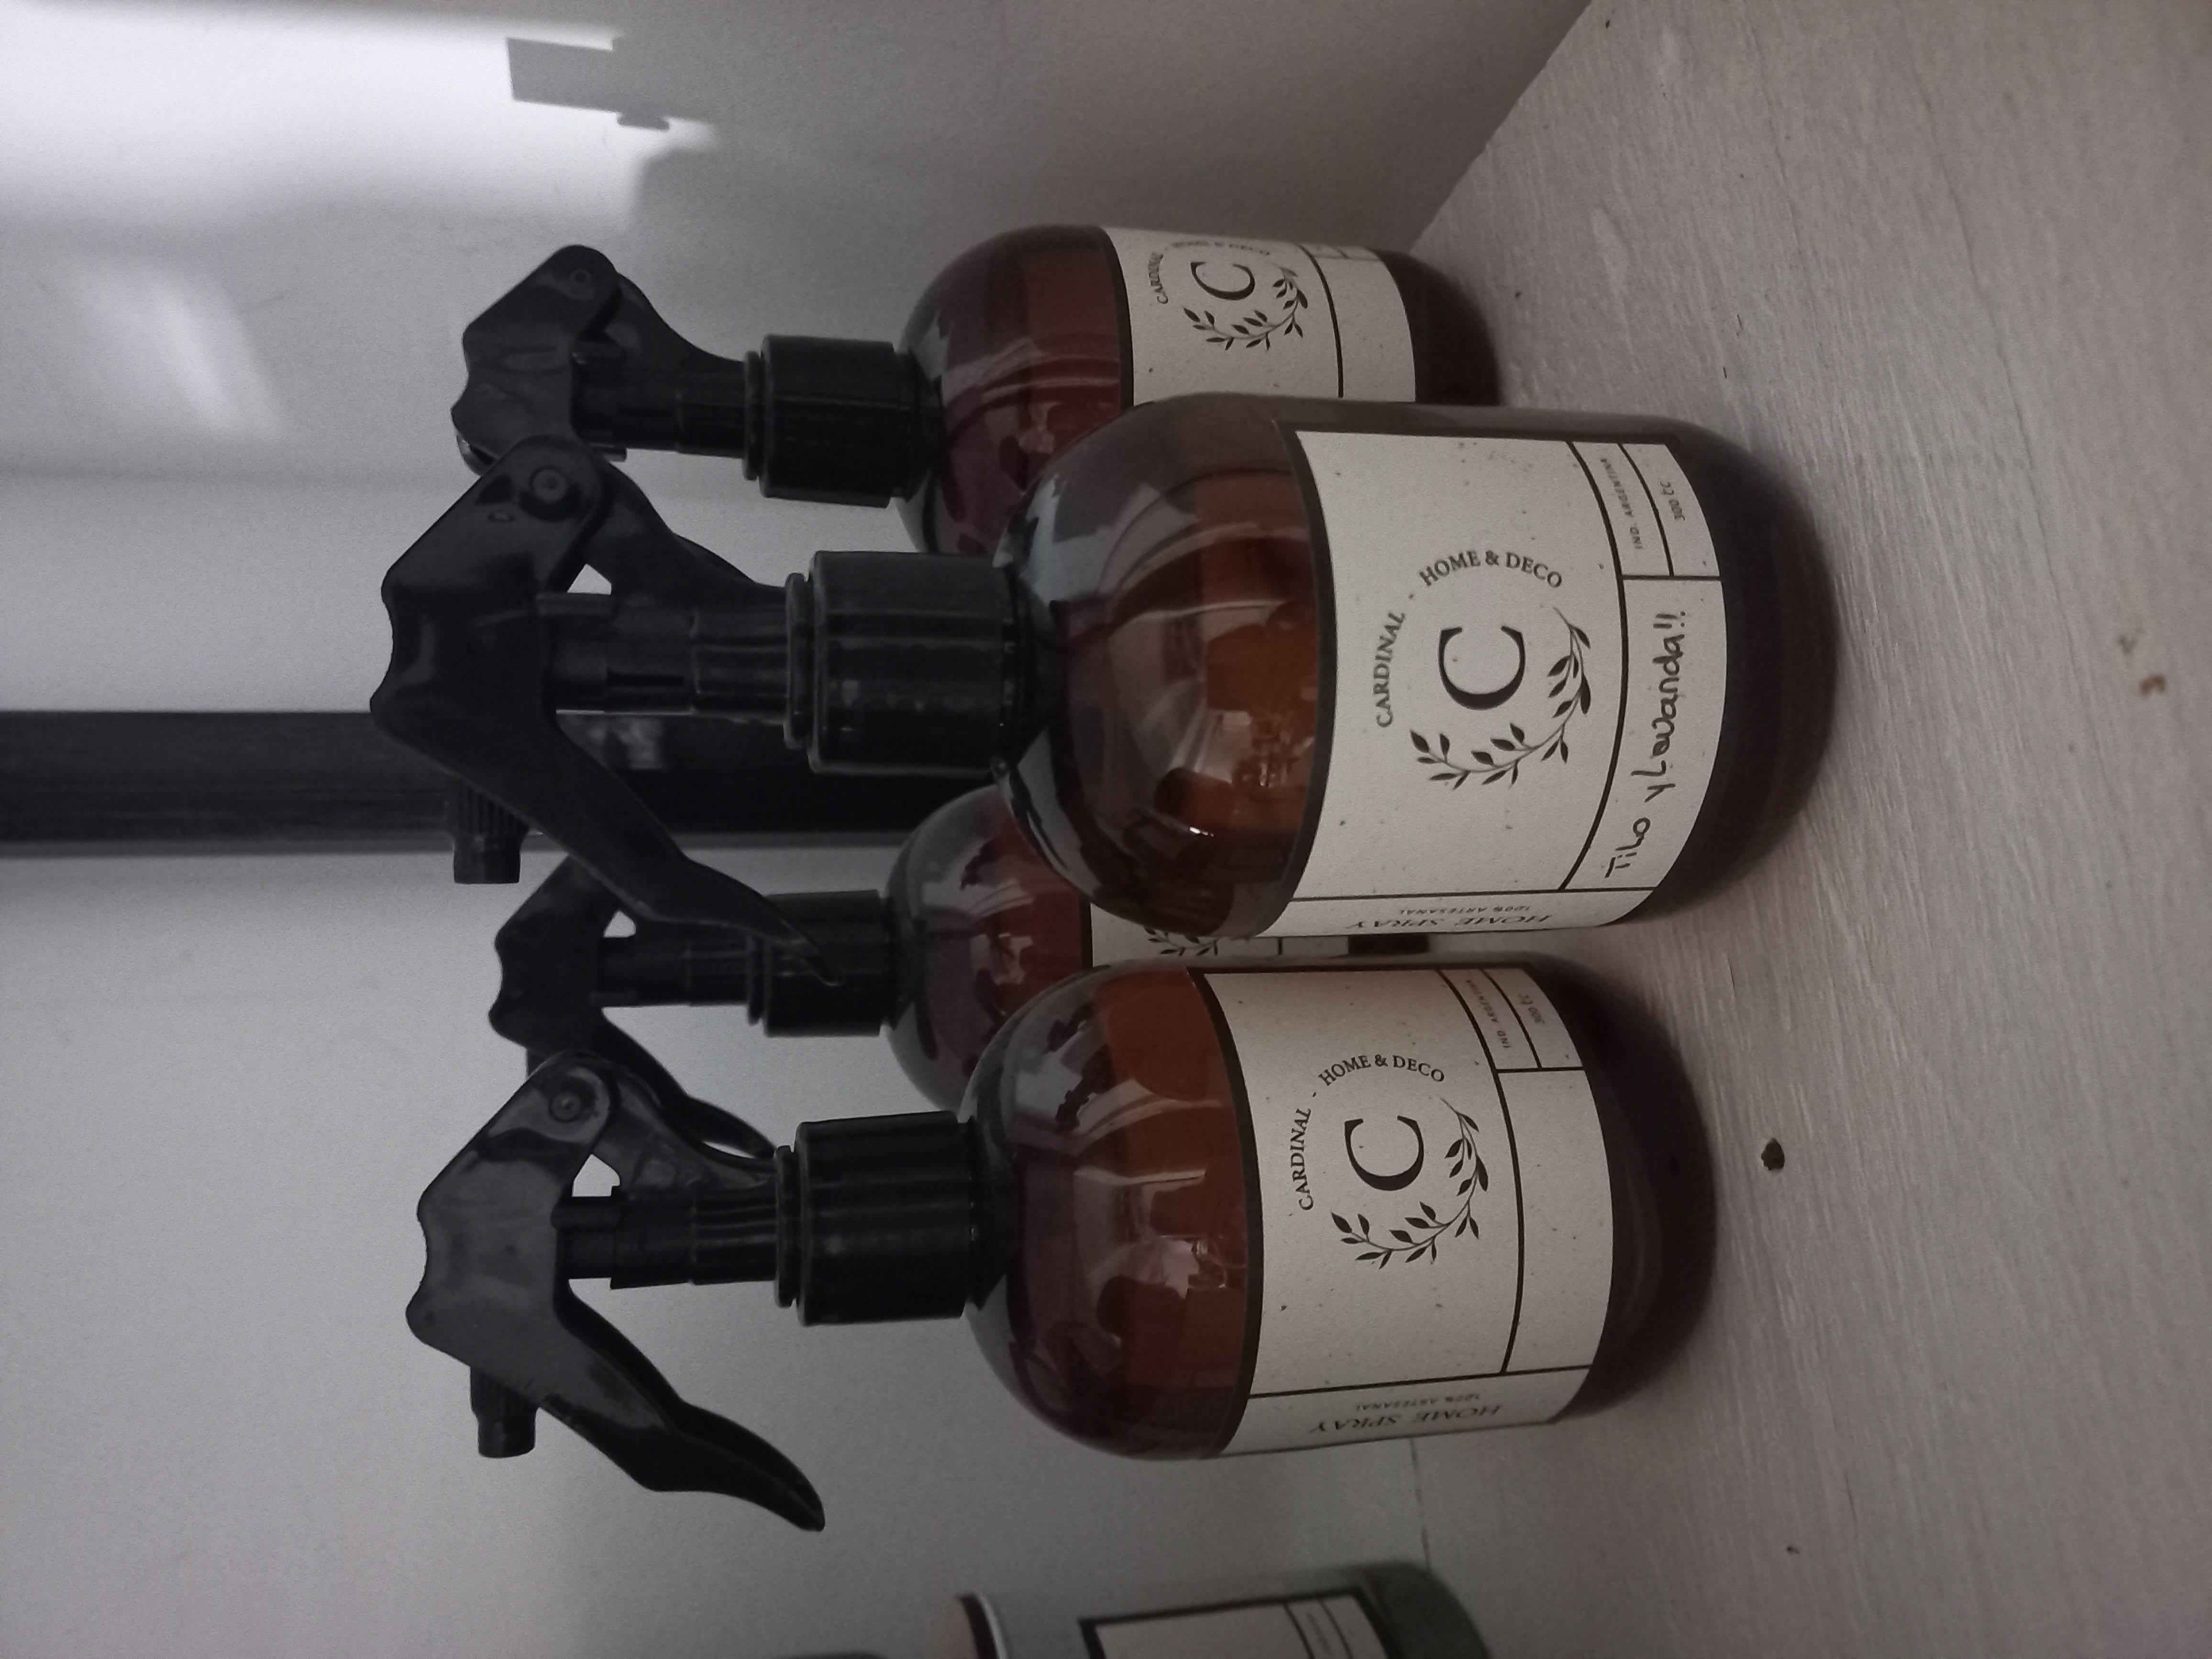 CARDINAL - HOME & DECO
C
HOME SPRAY
100% ARTESANAL
IND. ARGENTINA
300 cc
CARDINAL - HOME & DECO
C
HOME SPRAY
100% ARTESANAL
Tilo y Lavanda!!
IND. ARGENTINA
300 cc
CARDINAL
C